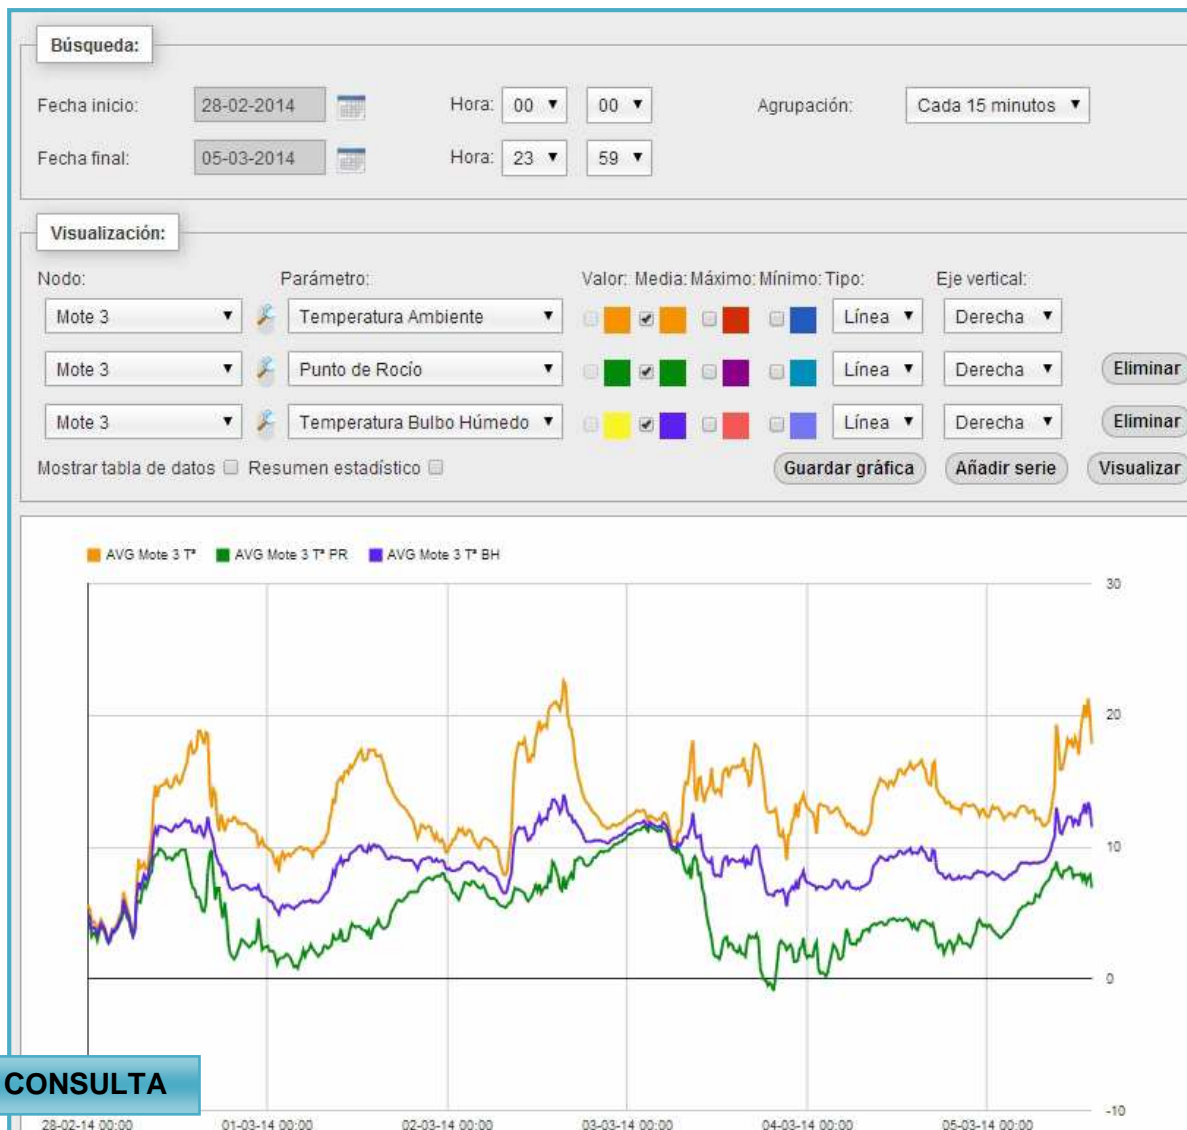 Búsqueda:
Fecha inicio: 28-02-2014 Hora: 00 00 Agrupación: Cada 15 minutos
Fecha final: 05-03-2014 Hora: 23 59
Visualización:
Nodo: Parámetro: Valor: Media: Máximo: Mínimo: Tipo: Eje vertical:
Mote 3 Temperatura Ambiente Línea Derecha
Mote 3 Punto de Rocío Línea Derecha Eliminar
Mote 3 Temperatura Bulbo Húmedo Línea Derecha Eliminar
Mostrar tabla de datos Resumen estadístico Guardar gráfica Añadir serie Visualizar
AVG Mote 3 Tª AVG Mote 3 Tª PR AVG Mote 3 Tª BH
30
20
10
0
-10
CONSULTA
28-02-14 00:00 01-03-14 00:00 02-03-14 00:00 03-03-14 00:00 04-03-14 00:00 05-03-14 00:00